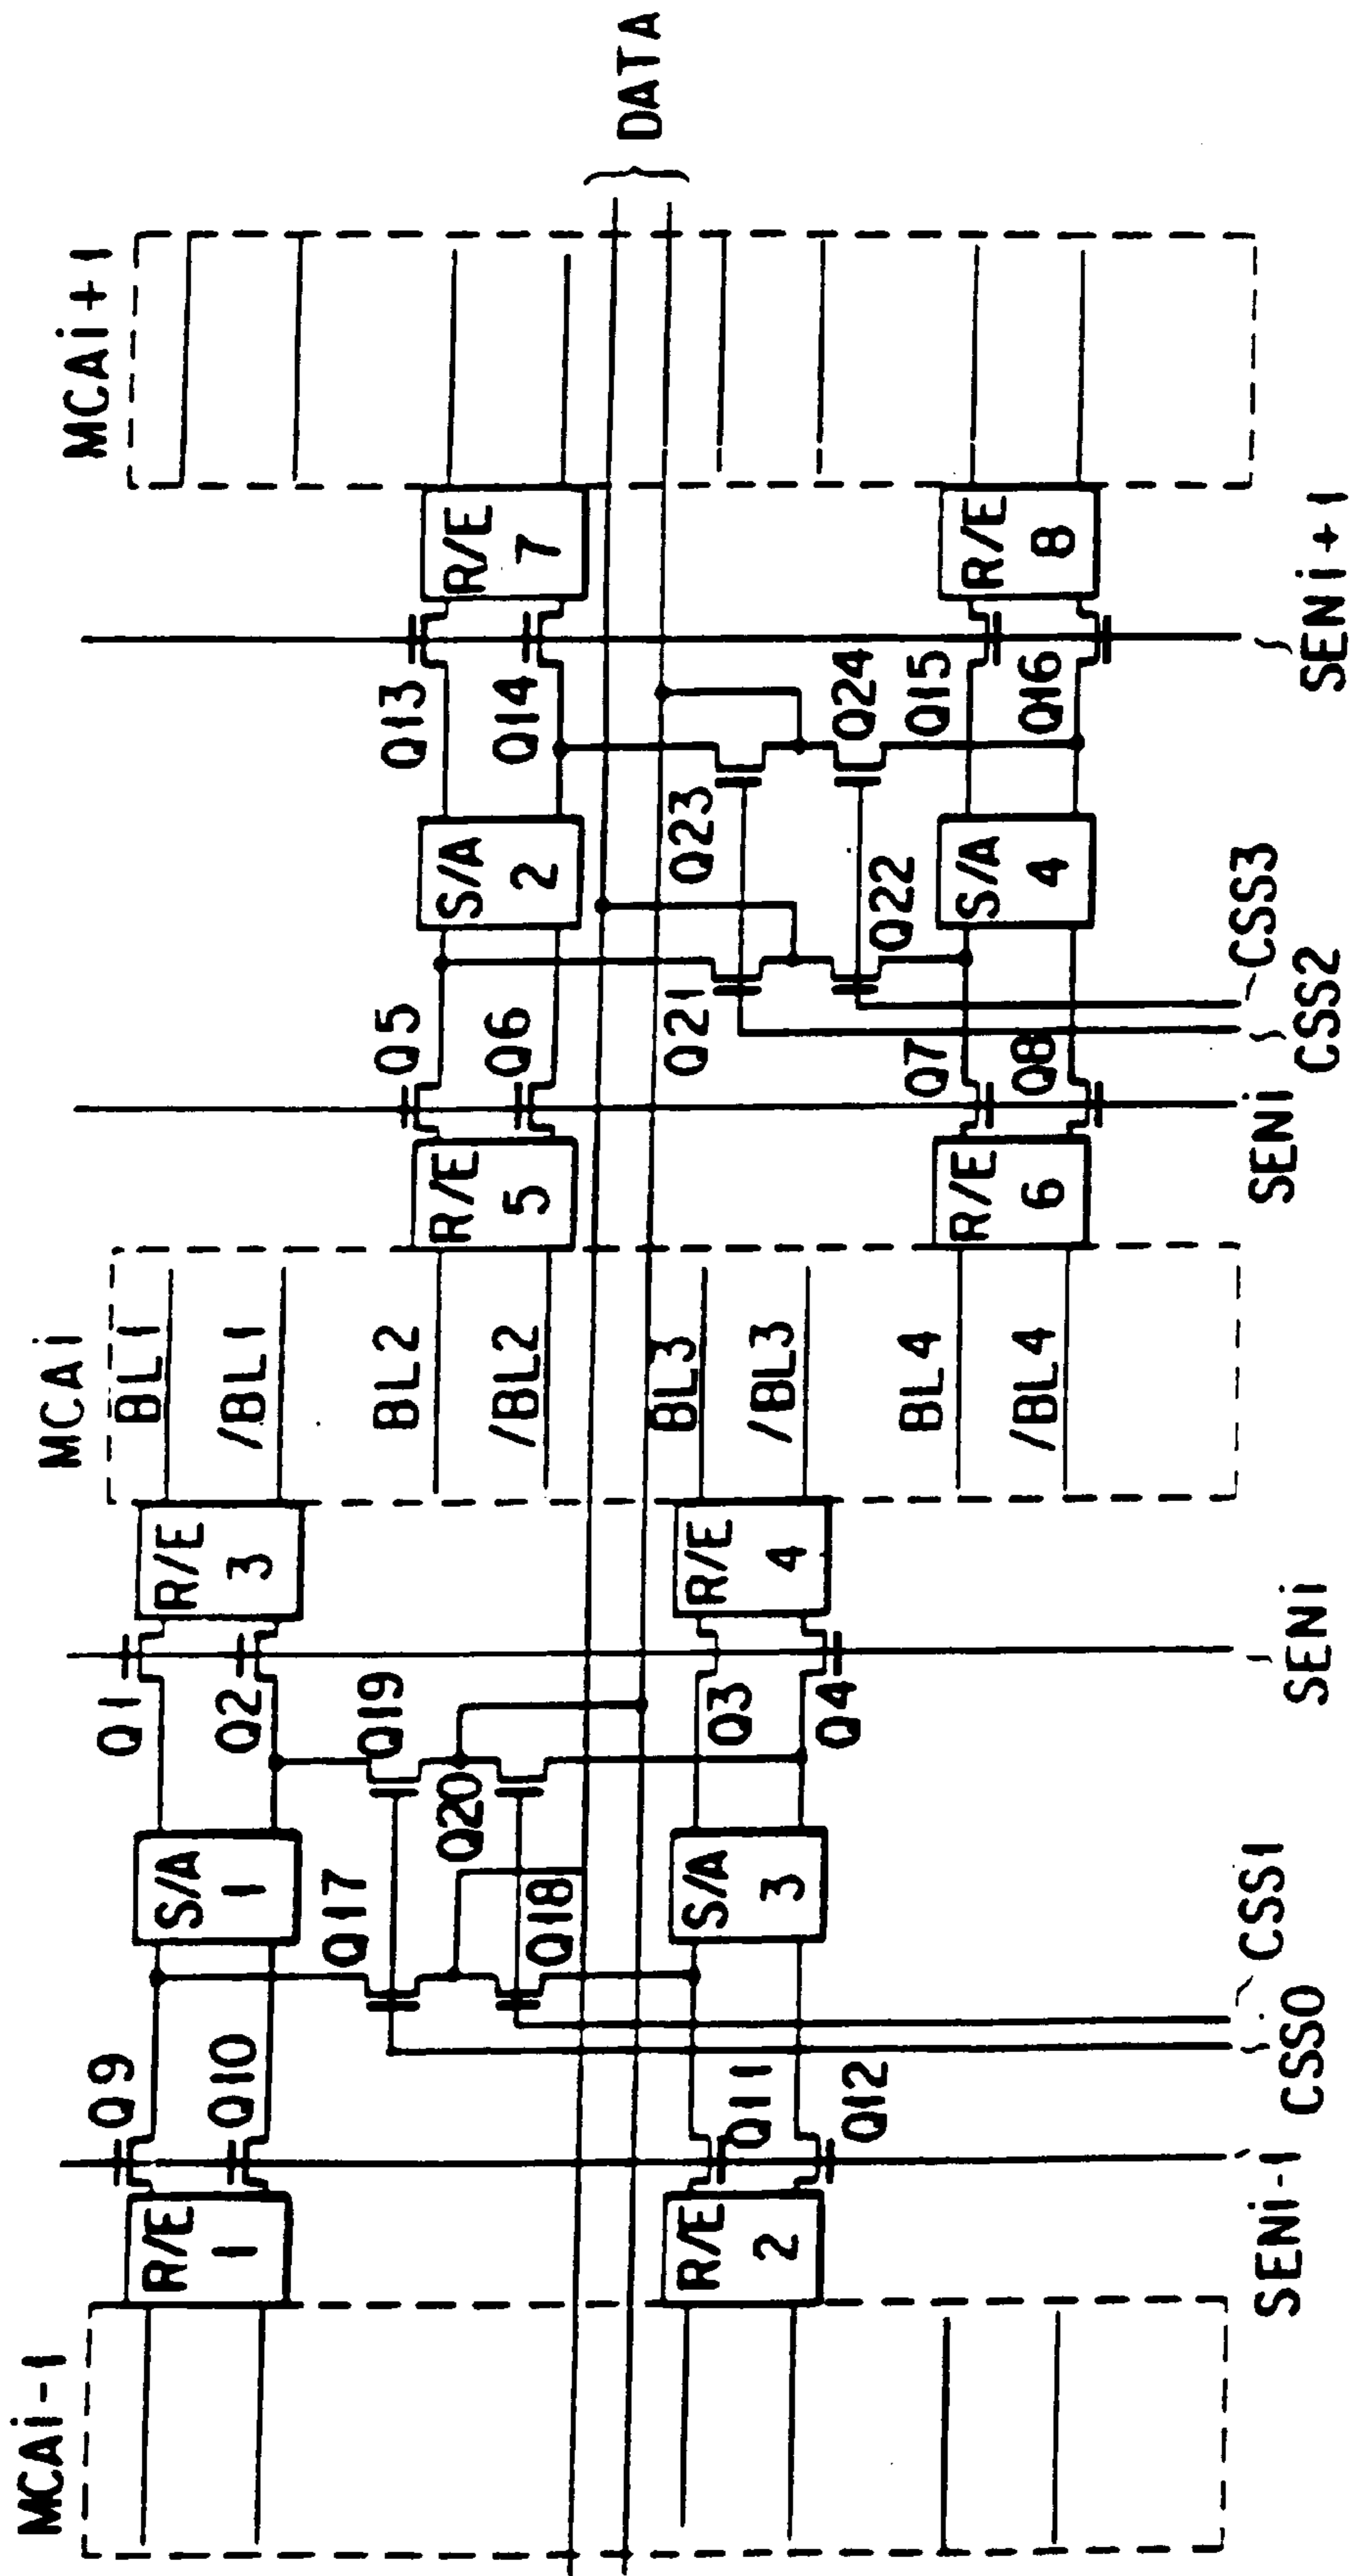 MCAi-1
MCAi
MCAi+1
R/E 1
Q9
Q10
S/A 1
Q17
Q18
Q19
Q20
Q1
Q2
R/E 3
BL1
/BL1
BL2
/BL2
BL3
/BL3
BL4
/BL4
R/E 2
Q11
Q12
S/A 3
Q3
Q4
R/E 4
R/E 5
Q5
Q6
S/A 2
Q13
Q14
R/E 7
Q21
Q22
Q23
Q24
R/E 6
Q7
Q8
S/A 4
Q15
Q16
R/E 8
DATA
SENi-1
CSS0
CSS1
SENi
SENi
CSS2
CSS3
SENi+1